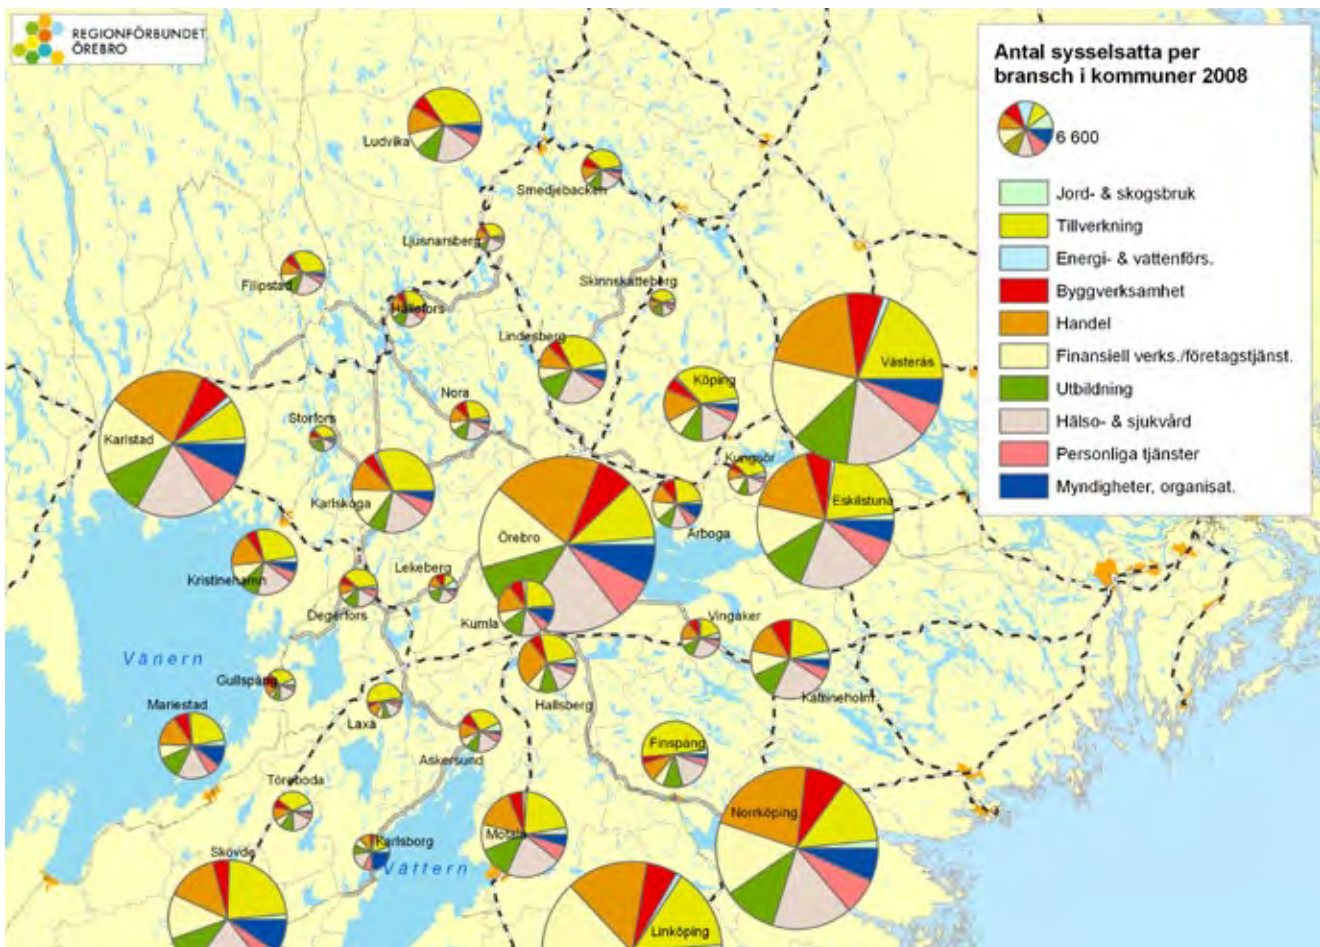 REGIONFÖRBUNDET
ÖREBRO
Antal sysselsatta per
bransch i kommuner 2008
6 600
Jord- & skogsbruk
Tillverkning
Energi- & vattenförs.
Byggverksamhet
Handel
Finansiell verks./företagstjänst.
Utbildning
Hälso- & sjukvård
Personliga tjänster
Myndigheter, organisat.
Ludvika
Smedjebacken
Ljusnarsberg
Filipstad
Skinnskatteberg
Hällefors
Lindesberg
Västerås
Köping
Nora
Storfors
Karlstad
Kungsör
Karlskoga
Eskilstuna
Arboga
Örebro
Lekeberg
Kristinehamn
Degerfors
Kumla
Vingåker
Vänern
Gullspång
Katrineholm
Mariestad
Hallsberg
Laxå
Finspång
Askersund
Töreboda
Norrköping
Motala
Karlsborg
Skövde
Vättern
Linköping